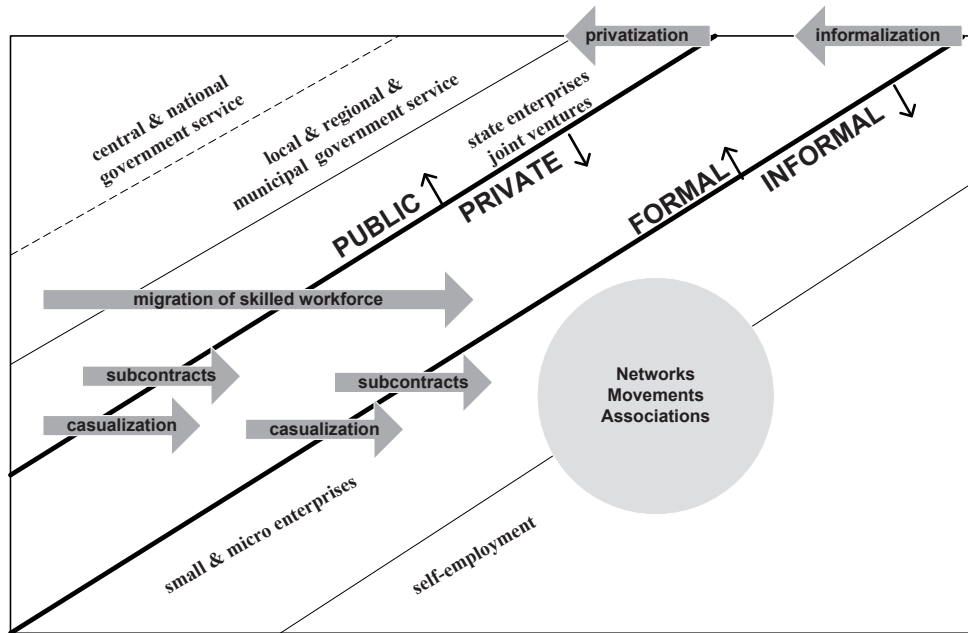 privatization
informalization
central & national
government service
local & regional &
municipal government service
state enterprises
joint ventures
PUBLIC
PRIVATE
FORMAL
INFORMAL
migration of skilled workforce
subcontracts
subcontracts
casualization
casualization
Networks
Movements
Associations
small & micro enterprises
self-employment